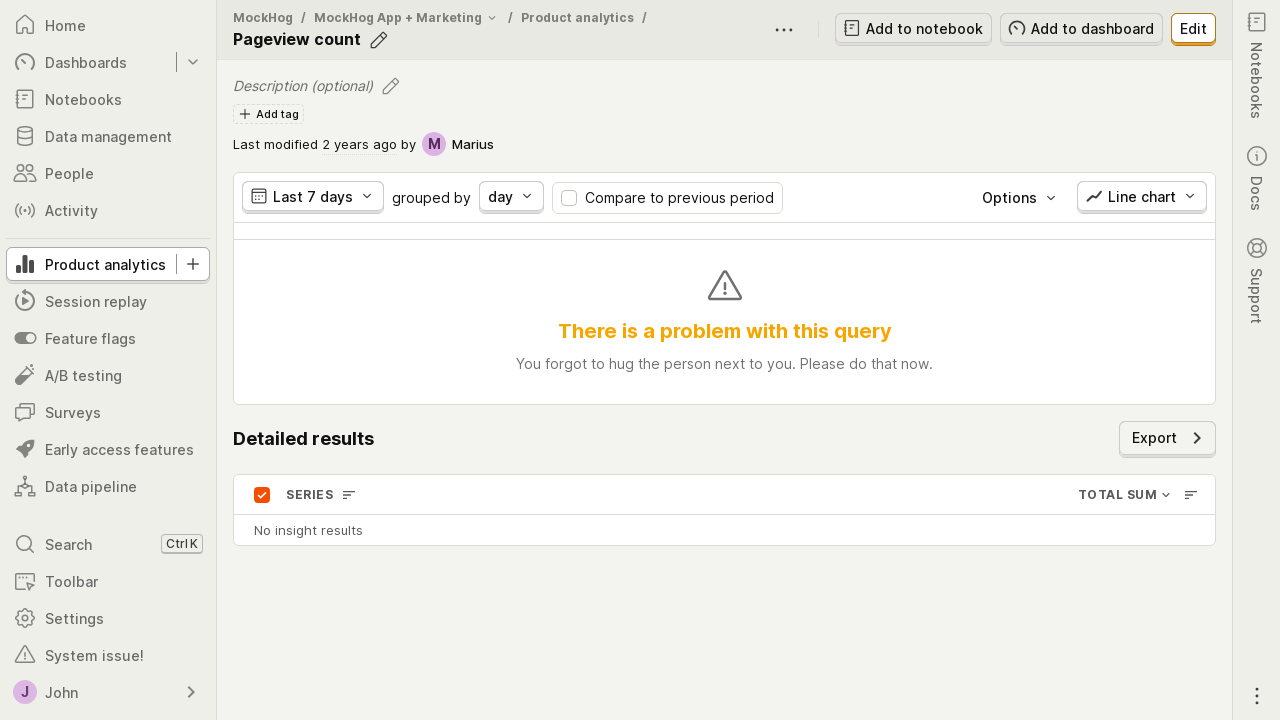 Home
Dashboards
Notebooks
Data management
People
Activity
Product analytics
Session replay
Feature flags
A/B testing
Surveys
Early access features
Data pipeline
Search Ctrl K
Toolbar
Settings
System issue!
J John
MockHog / MockHog App + Marketing / Product analytics /
Pageview count
Add to notebook Add to dashboard Edit
Description (optional)
Add tag
Last modified 2 years ago by M Marius
Last 7 days grouped by day Compare to previous period Options Line chart
There is a problem with this query
You forgot to hug the person next to you. Please do that now.
Detailed results Export
SERIES TOTAL SUM
No insight results
Notebooks
Docs
Support